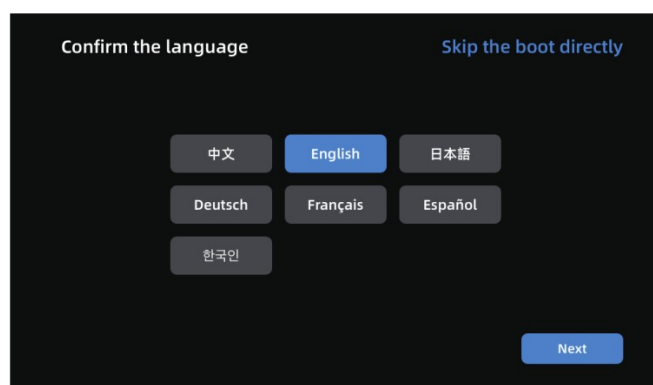 Confirm the language
Skip the boot directly
中文
English
日本語
Deutsch
Français
Español
한국인
Next